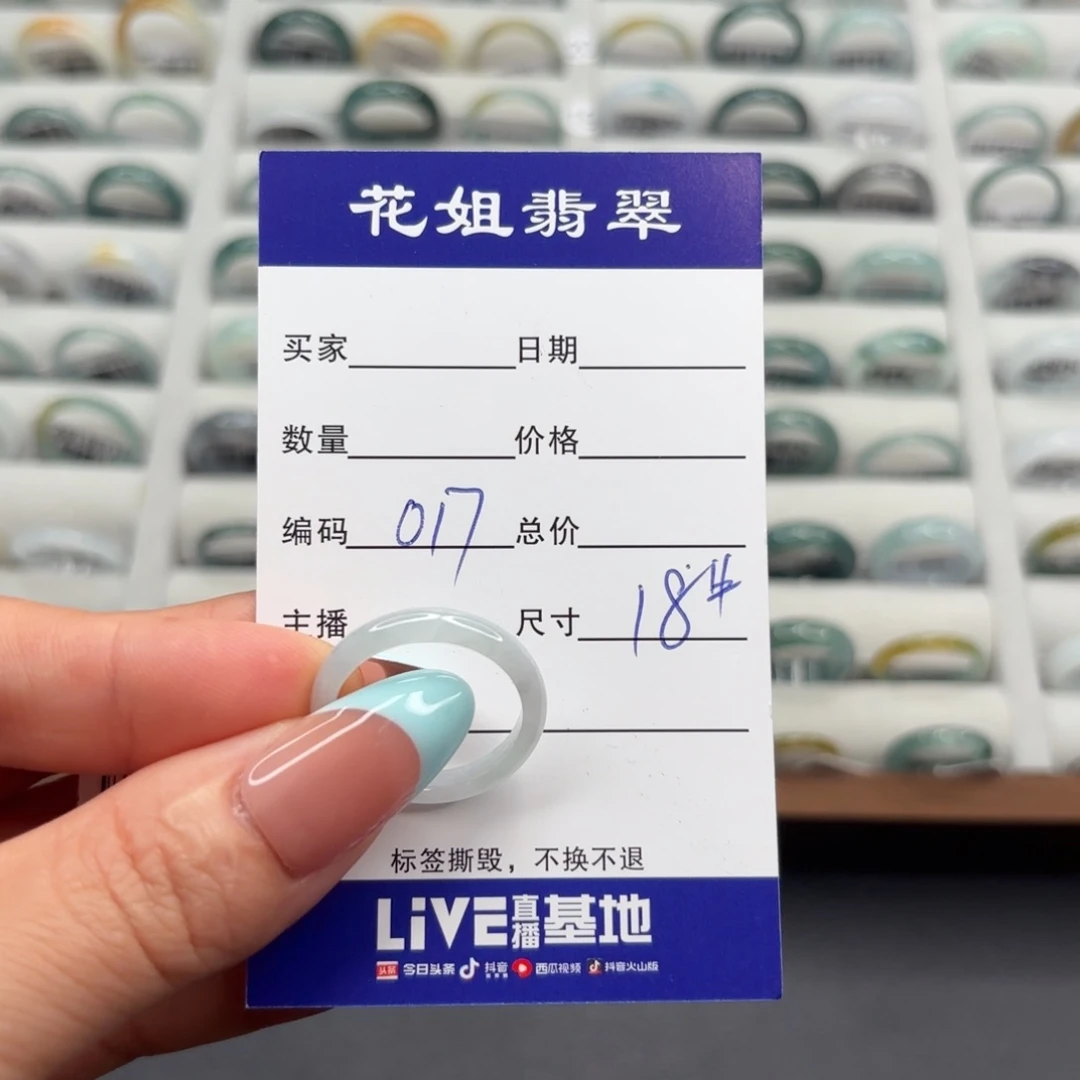 花姐翡翠
买家 日期
数量 价格
编码 017 总价
主播 尺寸 18#
标签撕毁，不换不退
LiVE直播基地
头条 今日头条 抖音 西瓜视频 抖音火山版